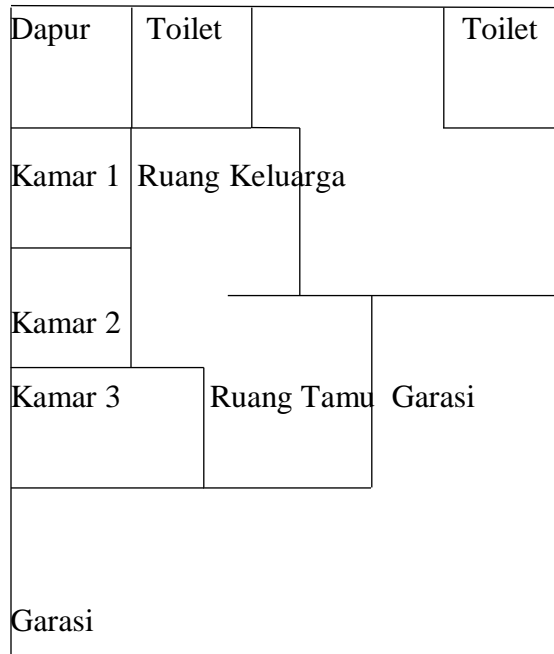 Dapur Toilet Toilet
Kamar 1 Ruang Keluarga
Kamar 2
Kamar 3 Ruang Tamu Garasi
Garasi